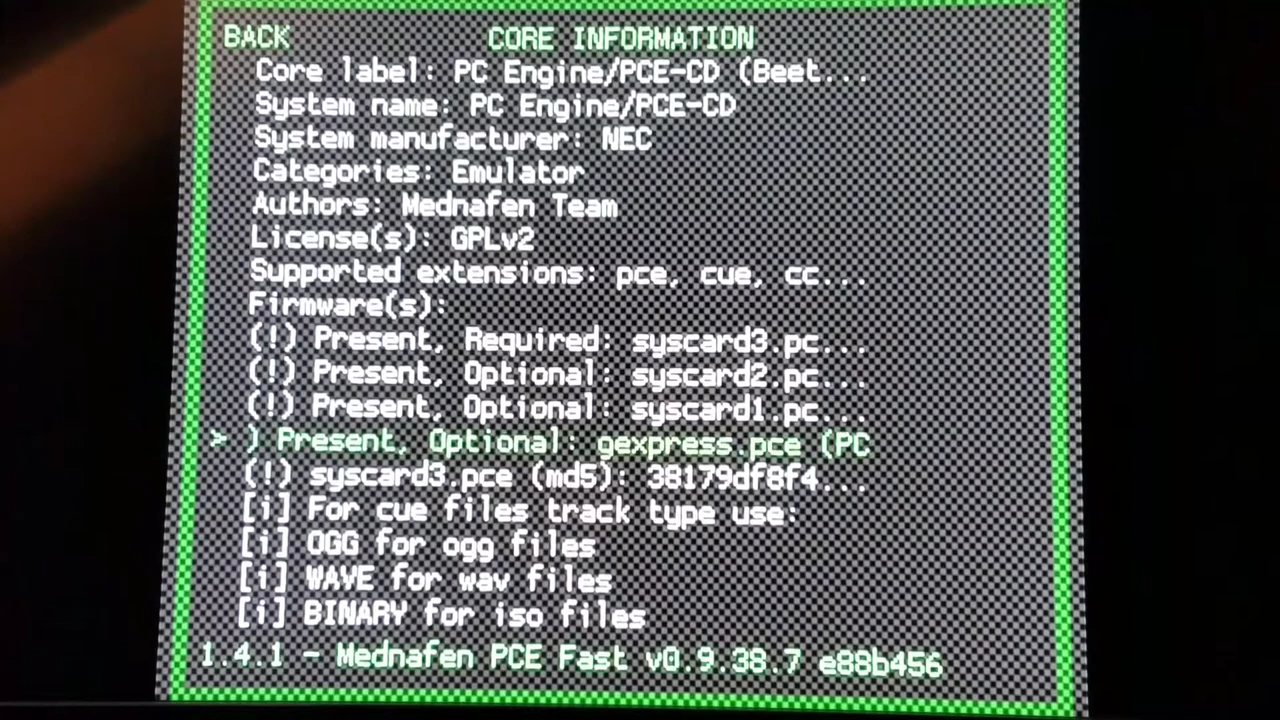 BACK CORE INFORMATION
Core label: PC Engine/PCE-CD (Beet...
System name: PC Engine/PCE-CD
System manufacturer: NEC
Categories: Emulator
Authors: Mednafen Team
License(s): GPLv2
Supported extensions: pce, cue, cc...
Firmware(s):
(!) Present, Required: syscard3.pc...
(!) Present, Optional: syscard2.pc...
(!) Present, Optional: syscard1.pc...
> ) Present, Optional: gexpress.pce (PC
(!) syscard3.pce (md5): 38179df8f4...
[i] For cue files track type use:
[i] OGG for ogg files
[i] WAVE for wav files
[i] BINARY for iso files
1.4.1 - Mednafen PCE Fast v0.9.38.7 e88b456